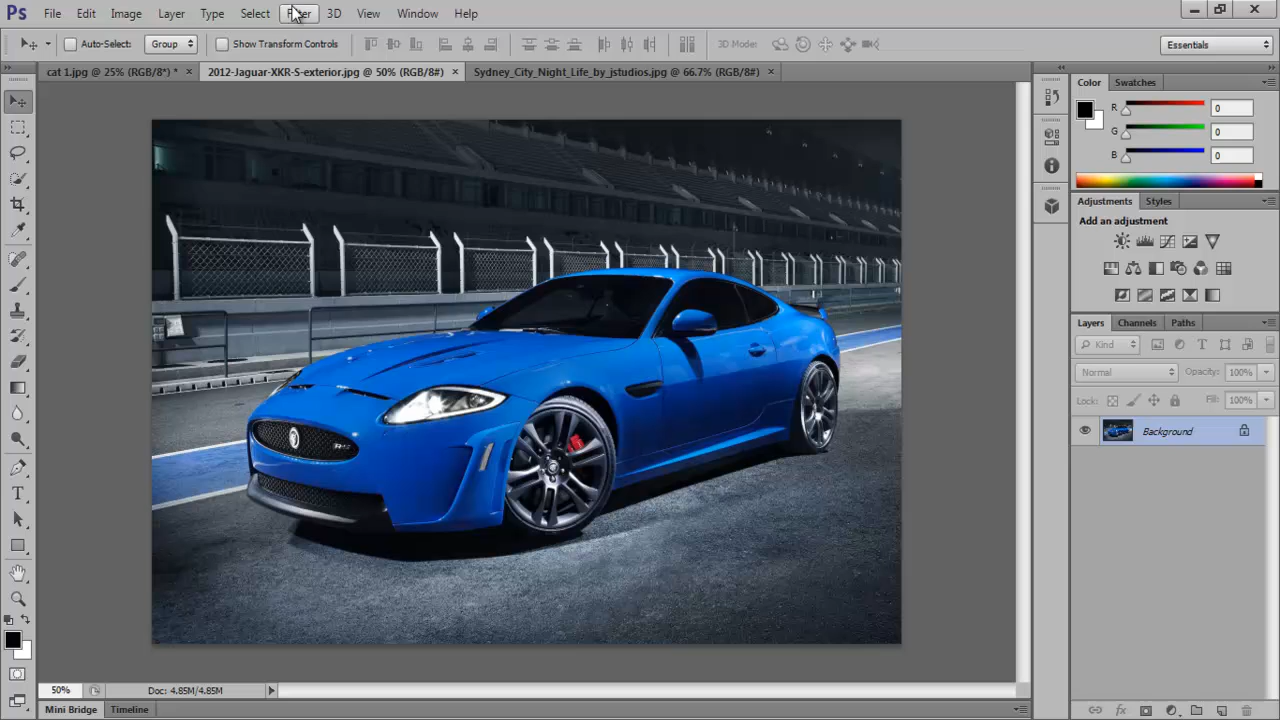 Ps File Edit Image Layer Type Select Filter 3D View Window Help
Auto-Select: Group Show Transform Controls 3D Mode: Essentials
cat 1.jpg @ 25% (RGB/8*) * × 2012-Jaguar-XKR-S-exterior.jpg @ 50% (RGB/8#) × Sydney_City_Night_Life_by_jstudios.jpg @ 66.7% (RGB/8#) ×
Color Swatches
R 0
G 0
B 0
Adjustments Styles
Add an adjustment
Layers Channels Paths
Kind
Normal Opacity: 100%
Lock: Fill: 100%
Background
50% Doc: 4.85M/4.85M
Mini Bridge Timeline